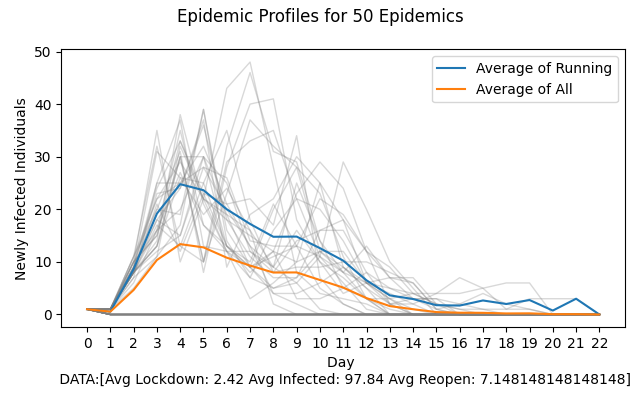 Epidemic Profiles for 50 Epidemics
50
40
30
20
10
0
Newly Infected Individuals
Average of Running
Average of All
0 1 2 3 4 5 6 7 8 9 10 11 12 13 14 15 16 17 18 19 20 21 22
Day
DATA:[Avg Lockdown: 2.42 Avg Infected: 97.84 Avg Reopen: 7.148148148148148]